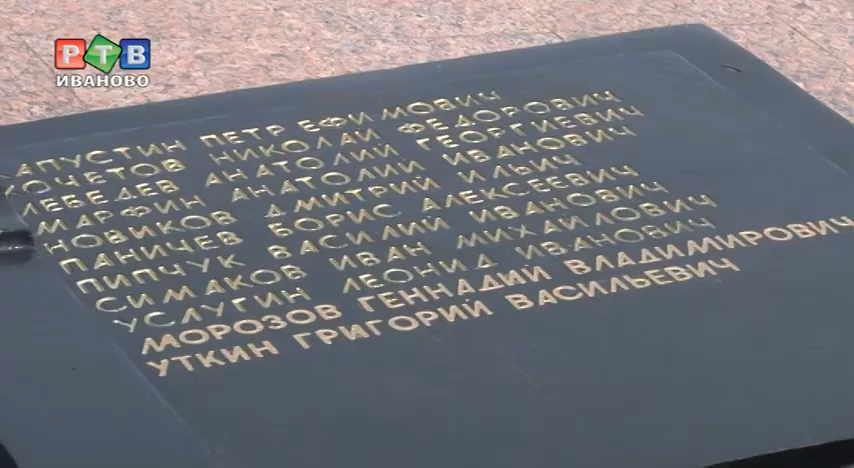 РТВ
ИВАНОВО
АПУСТИН ПЕТР ЕФИМОВИЧ
КОЧЕТОВ НИКОЛАЙ ФЕДОРОВИЧ
ЛЕБЕДЕВ АНАТОЛИЙ ГЕОРГИЕВИЧ
МАРФИН АНАТОЛИЙ ИВАНОВИЧ
НОВИКОВ ДМИТРИЙ ИЛЬИЧ
ПАНИЧЕВ БОРИС АЛЕКСЕЕВИЧ
ПИПЧУК ВАСИЛИЙ ИВАНОВИЧ
СИМАКОВ ИВАН МИХАЙЛОВИЧ
УСЛУГИН ЛЕОНИД ИВАНОВИЧ
МОРОЗОВ ГЕННАДИЙ ВЛАДИМИРОВИЧ
УТКИН ГРИГОРИЙ ВАСИЛЬЕВИЧ